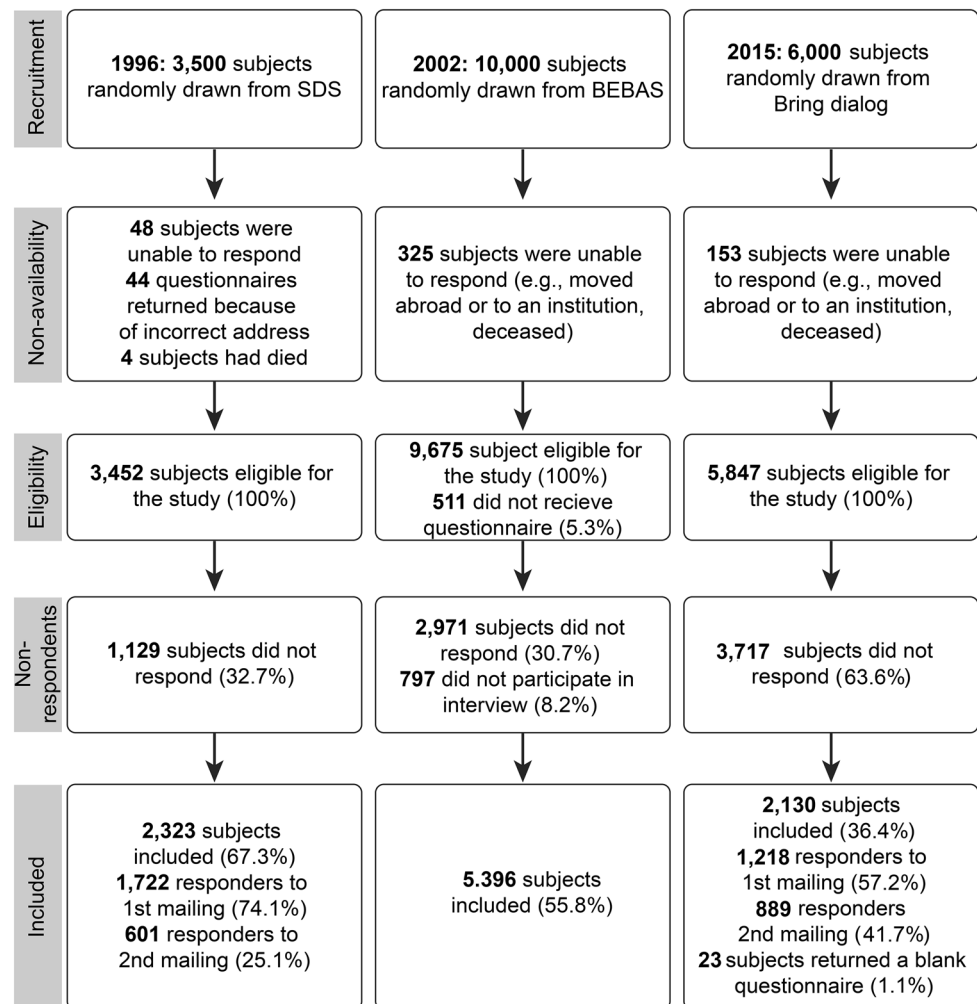 Recruitment
1996: 3,500 subjects
randomly drawn from SDS
2002: 10,000 subjects
randomly drawn from BEBAS
2015: 6,000 subjects
randomly drawn from
Bring dialog
Non-availability
48 subjects were
unable to respond
44 questionnaires
returned because
of incorrect address
4 subjects had died
325 subjects were unable
to respond (e.g., moved
abroad or to an institution,
deceased)
153 subjects were unable
to respond (e.g., moved
abroad or to an institution,
deceased)
Eligibility
3,452 subjects eligible for
the study (100%)
9,675 subject eligible for
the study (100%)
511 did not recieve
questionnaire (5.3%)
5,847 subjects eligible for
the study (100%)
Non-
respondents
1,129 subjects did not
respond (32.7%)
2,971 subjects did not
respond (30.7%)
797 did not participate in
interview (8.2%)
3,717 subjects did not
respond (63.6%)
Included
2,323 subjects
included (67.3%)
1,722 responders to
1st mailing (74.1%)
601 responders to
2nd mailing (25.1%)
5.396 subjects
included (55.8%)
2,130 subjects
included (36.4%)
1,218 responders to
1st mailing (57.2%)
889 responders
2nd mailing (41.7%)
23 subjects returned a blank
questionnaire (1.1%)